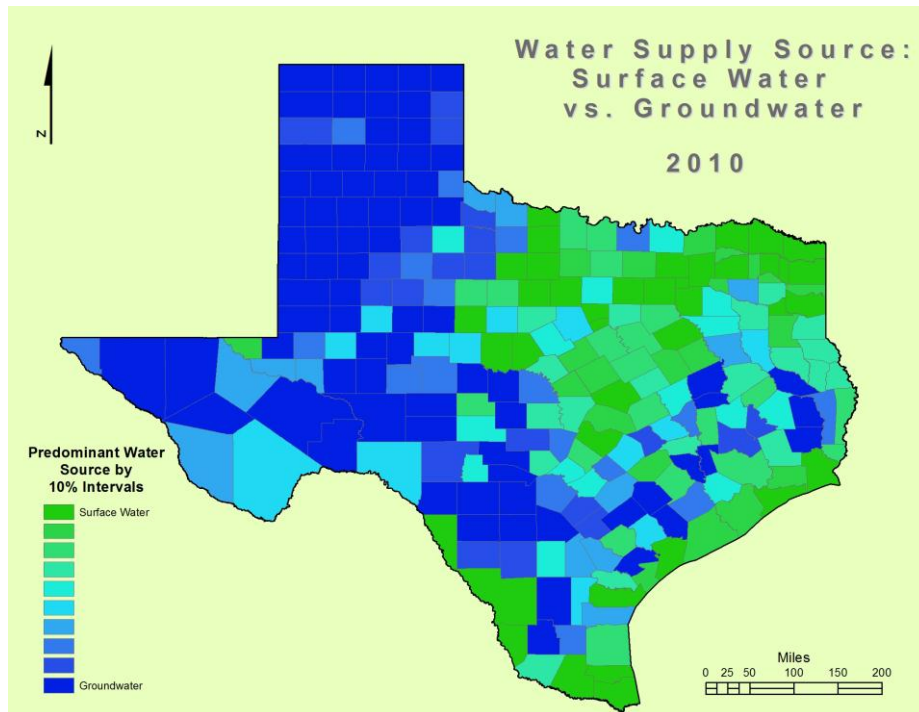 Water Supply Source:
Surface Water
vs. Groundwater
2010
N
Predominant Water
Source by
10% Intervals
Surface Water
Groundwater
Miles
0 25 50 100 150 200